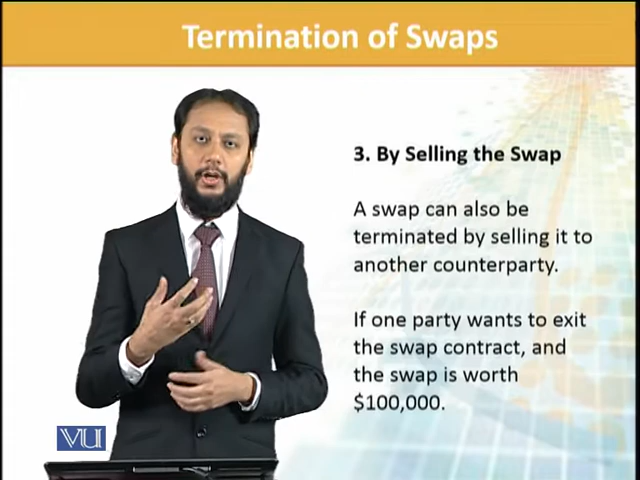 Termination of Swaps
3. By Selling the Swap
A swap can also be
terminated by selling it to
another counterparty.
If one party wants to exit
the swap contract, and
the swap is worth
$100,000.
VU